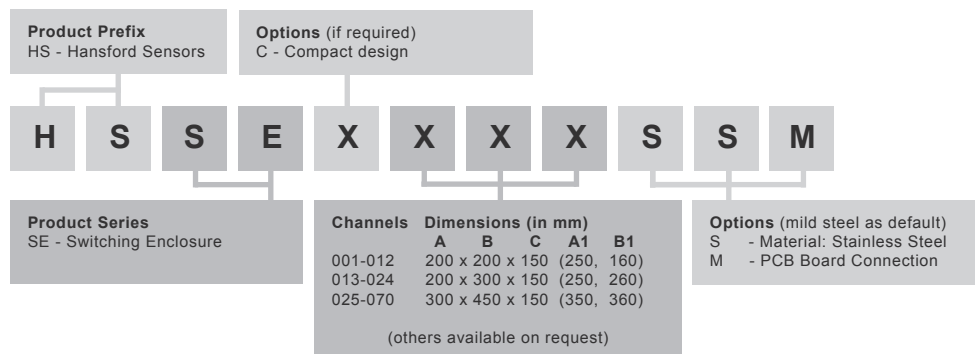 Product Prefix
HS - Hansford Sensors
Options (if required)
C - Compact design
H S S E X X X X S S M
Product Series
SE - Switching Enclosure
Channels Dimensions (in mm)
A B C A1 B1
001-012 200 x 200 x 150 (250, 160)
013-024 200 x 300 x 150 (250, 260)
025-070 300 x 450 x 150 (350, 360)
(others available on request)
Options (mild steel as default)
S - Material: Stainless Steel
M - PCB Board Connection